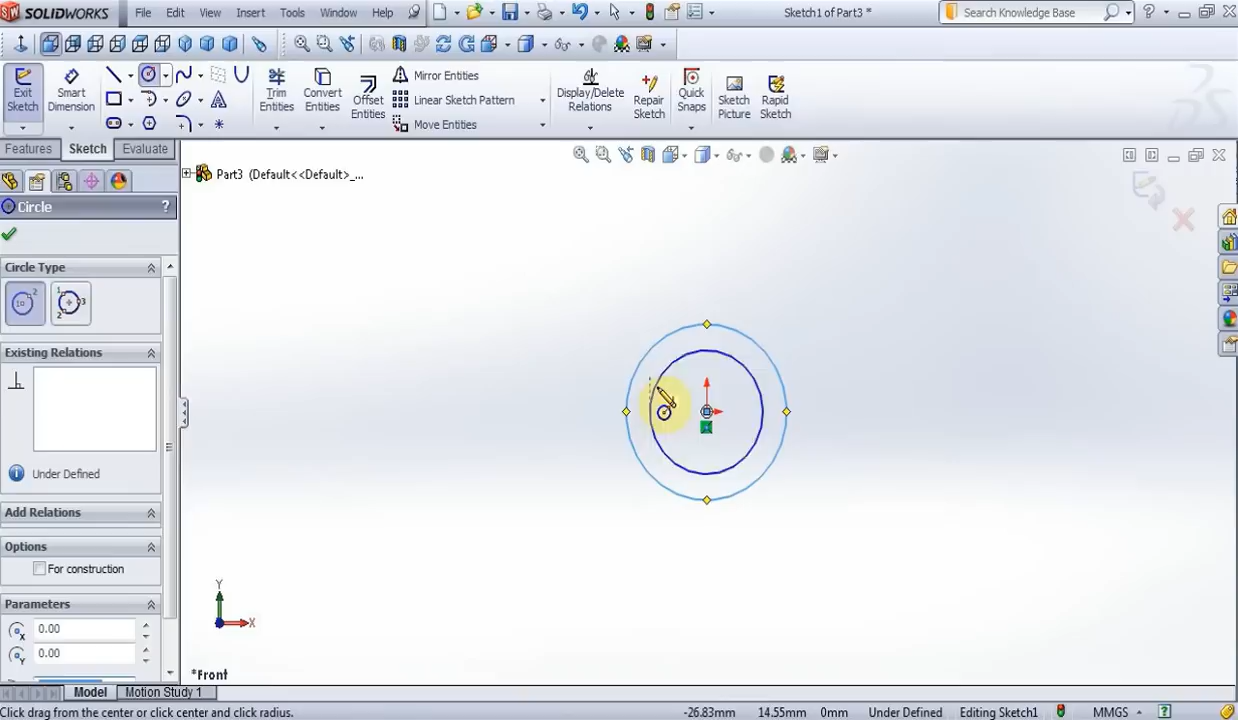 SOLIDWORKS File Edit View Insert Tools Window Help Sketch1 of Part3 * Search Knowledge Base ?
Exit Sketch
Smart Dimension
Trim Entities
Convert Entities
Offset Entities
Mirror Entities
Linear Sketch Pattern
Move Entities
Display/Delete Relations
Repair Sketch
Quick Snaps
Sketch Picture
Rapid Sketch
Features Sketch Evaluate
Part3 (Default<<Default>_...
Circle ?
Circle Type
Existing Relations
Under Defined
Add Relations
Options
For construction
Parameters
0.00
0.00
Y
X
*Front
Model Motion Study 1
Click drag from the center or click center and click radius. -26.83mm 14.55mm 0mm Under Defined Editing Sketch1 MMGS ?